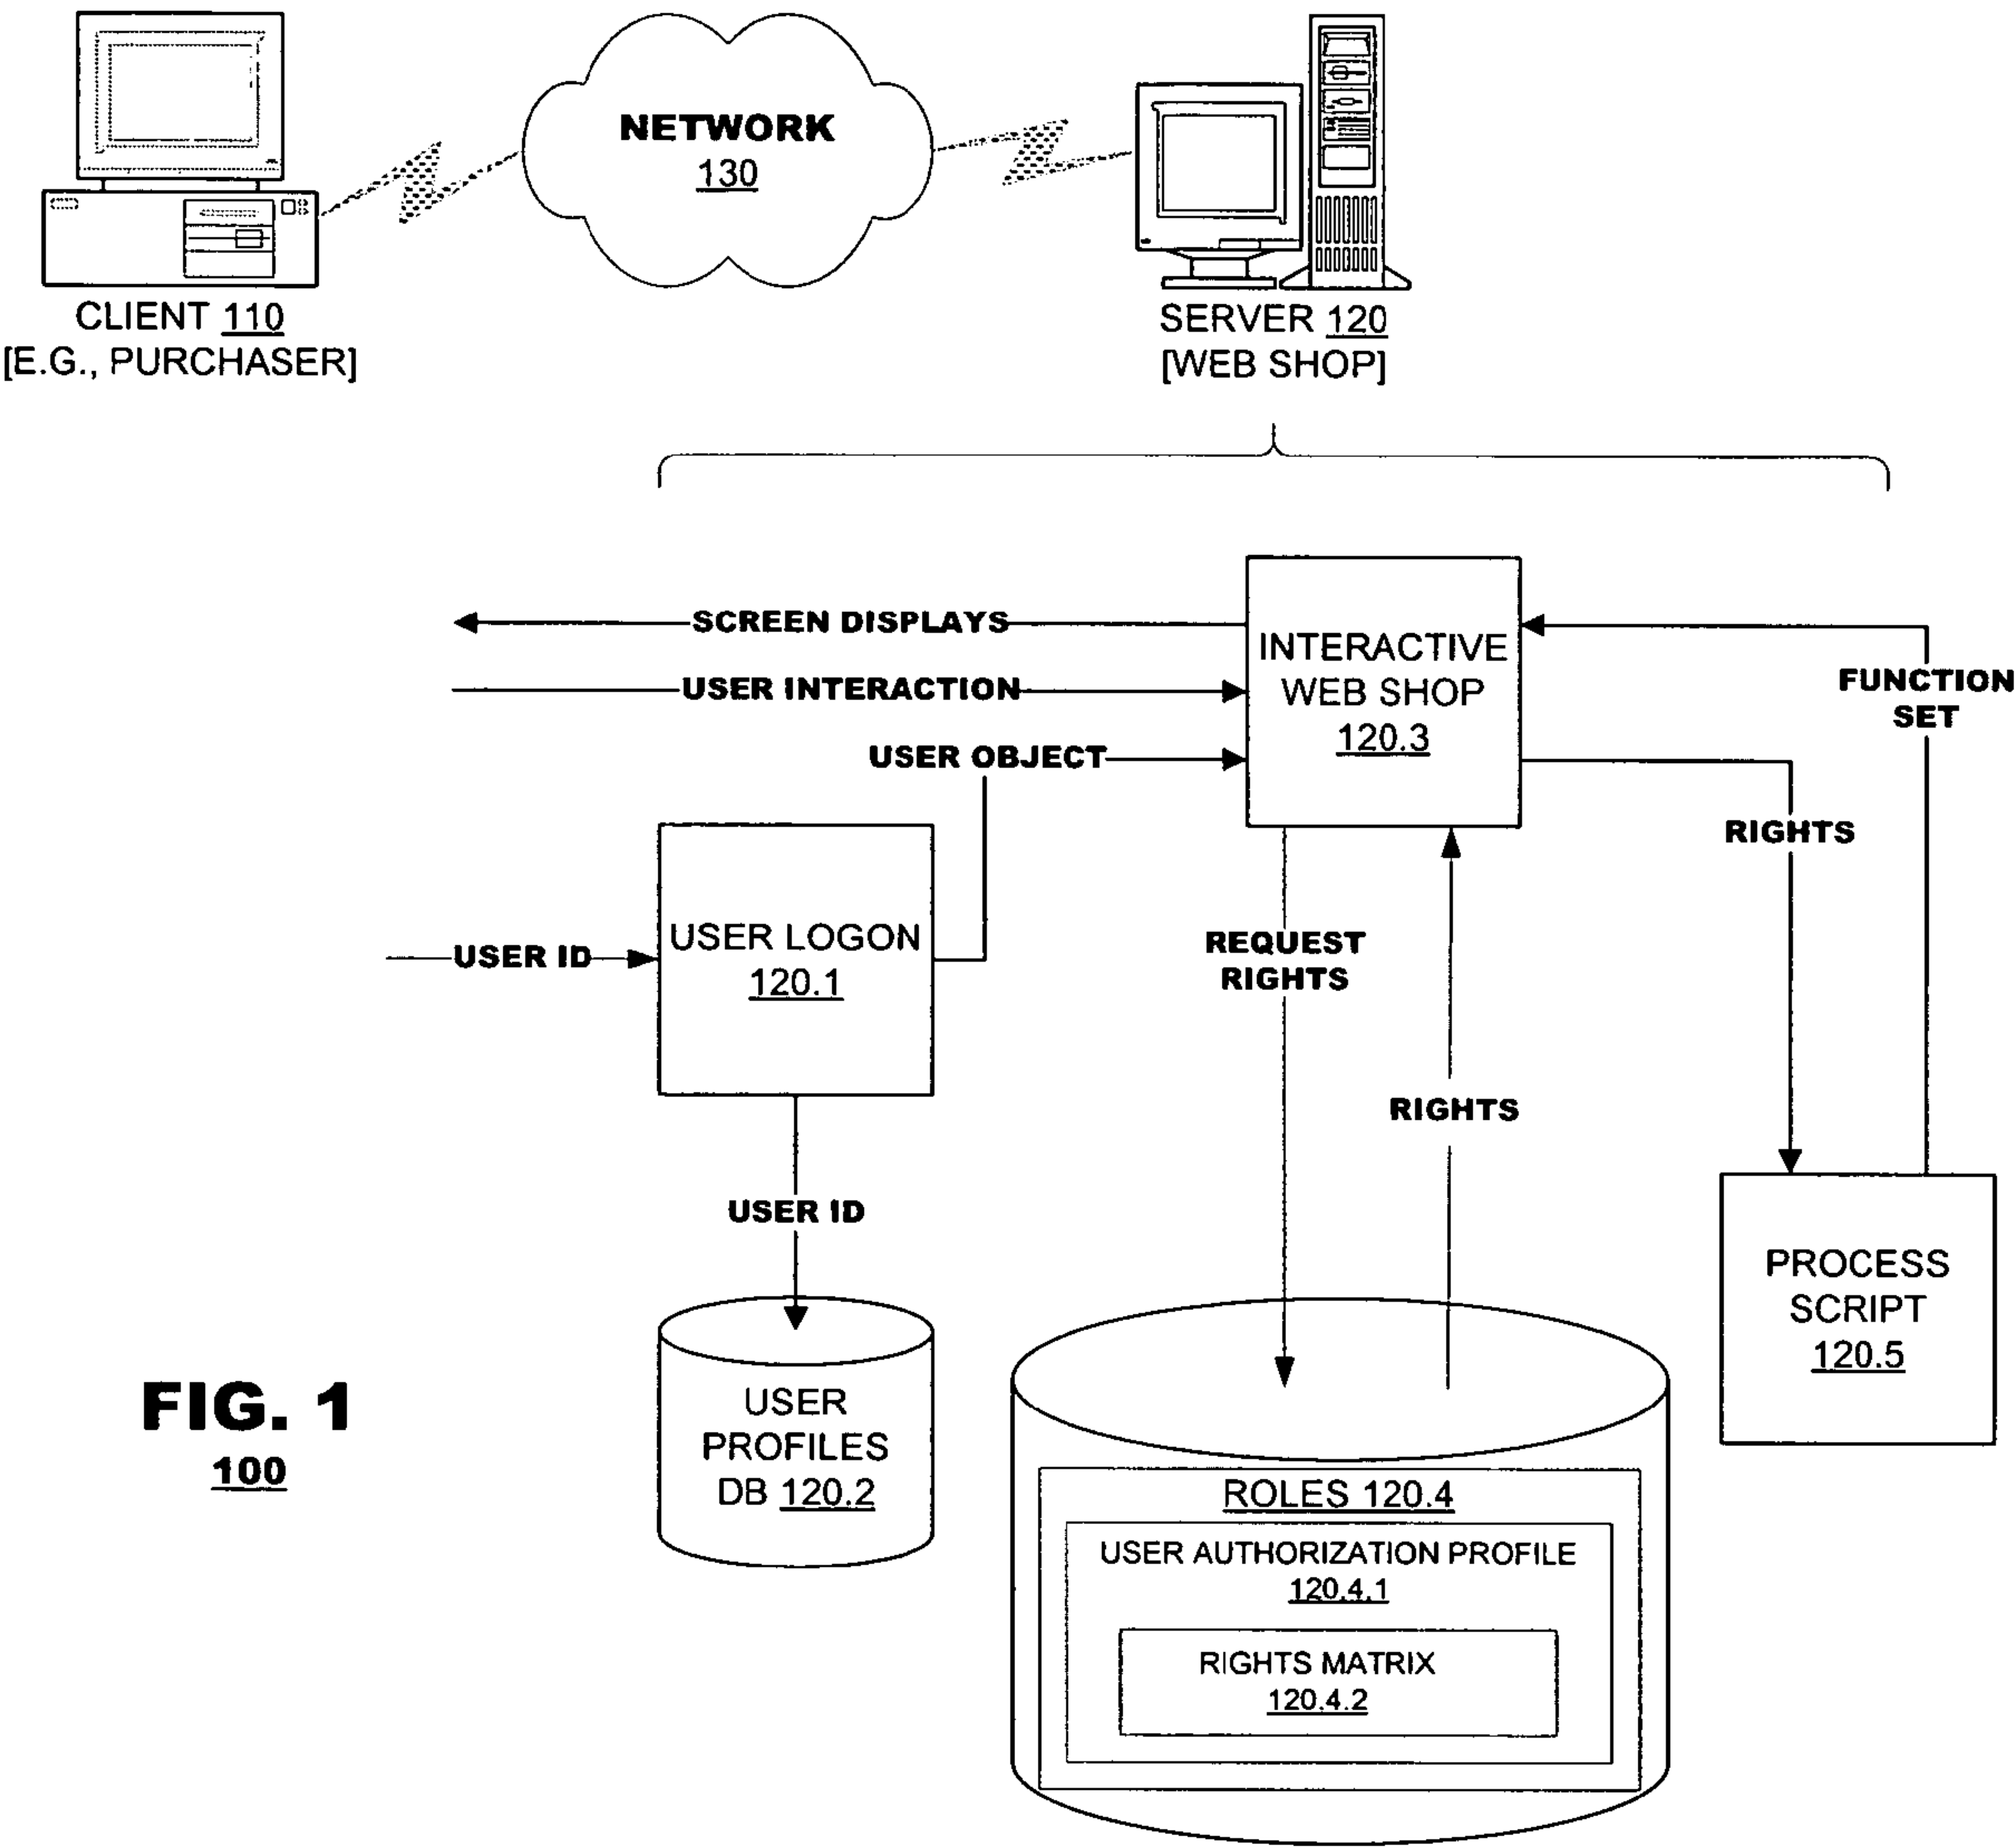 NETWORK
130
CLIENT 110
[E.G., PURCHASER]
SERVER 120
[WEB SHOP]
SCREEN DISPLAYS
USER INTERACTION
USER OBJECT
INTERACTIVE
WEB SHOP
120.3
FUNCTION
SET
RIGHTS
USER ID
USER LOGON
120.1
REQUEST
RIGHTS
RIGHTS
USER ID
PROCESS
SCRIPT
120.5
USER
PROFILES
DB 120.2
ROLES 120.4
USER AUTHORIZATION PROFILE
120.4.1
RIGHTS MATRIX
120.4.2
FIG. 1
100